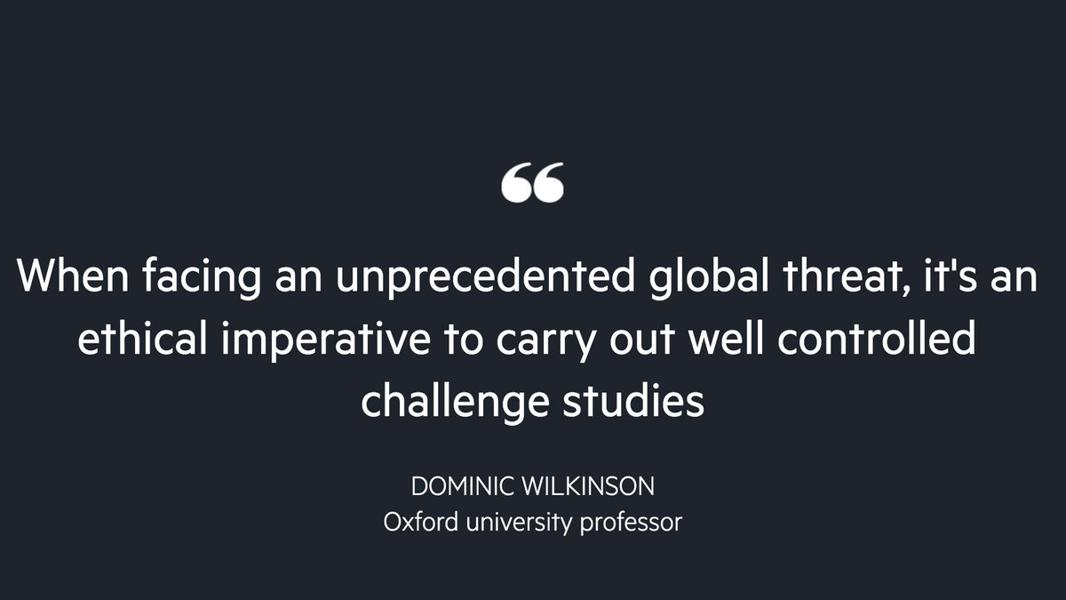 “
When facing an unprecedented global threat, it's an
ethical imperative to carry out well controlled
challenge studies
DOMINIC WILKINSON
Oxford university professor